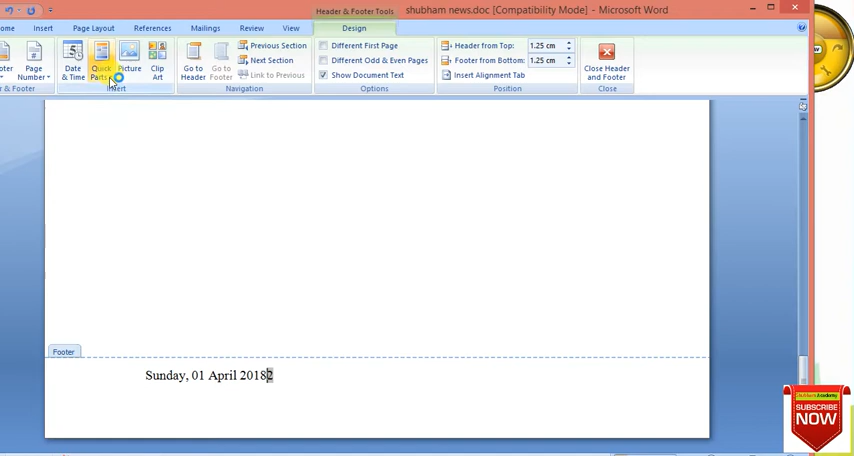 Header & Footer Tools
shubham news.doc [Compatibility Mode] - Microsoft Word
Insert
Page Layout
References
Mailings
Review
View
Design
Page
Number
Date
& Time
Quick
Parts
Picture
Clip
Art
Go to
Header
Go to
Footer
Previous Section
Next Section
Link to Previous
Different First Page
Different Odd & Even Pages
Show Document Text
Header from Top:
1.25 cm
Footer from Bottom:
1.25 cm
Insert Alignment Tab
Close Header
and Footer
Navigation
Options
Position
Close
Footer
Sunday, 01 April 20182
SUBSCRIBE
NOW